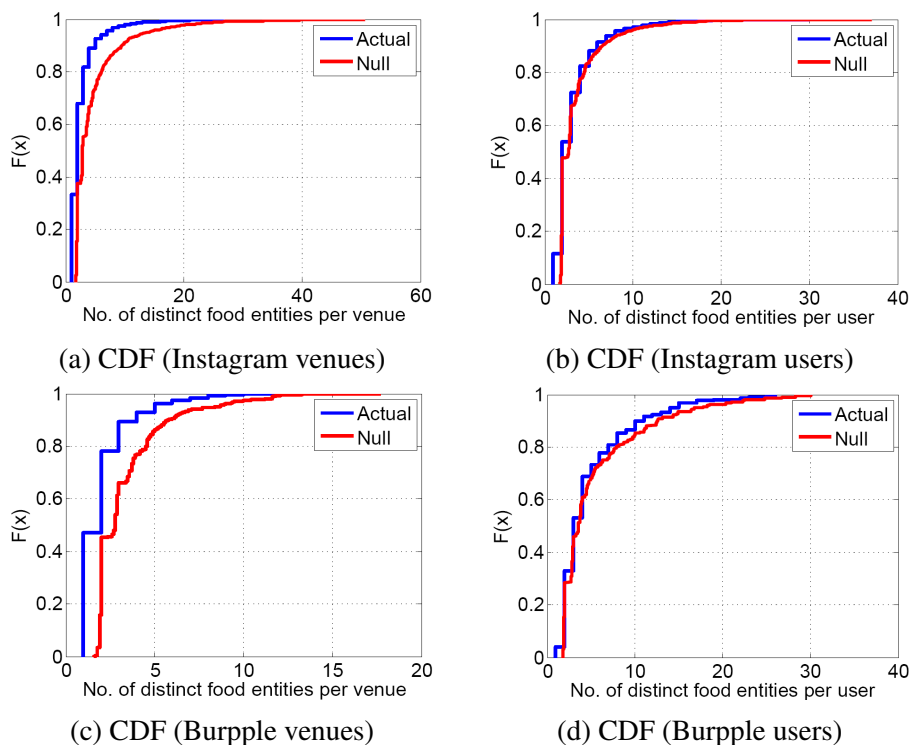 1
0.8
0.6
0.4
0.2
0
F(x)
0 20 40 60
No. of distinct food entities per venue
Actual
Null
(a) CDF (Instagram venues)
1
0.8
0.6
0.4
0.2
0
F(x)
0 10 20 30 40
No. of distinct food entities per user
Actual
Null
(b) CDF (Instagram users)
1
0.8
0.6
0.4
0.2
0
F(x)
0 5 10 15 20
No. of distinct food entities per venue
Actual
Null
(c) CDF (Burpple venues)
1
0.8
0.6
0.4
0.2
0
F(x)
0 10 20 30 40
No. of distinct food entities per user
Actual
Null
(d) CDF (Burpple users)